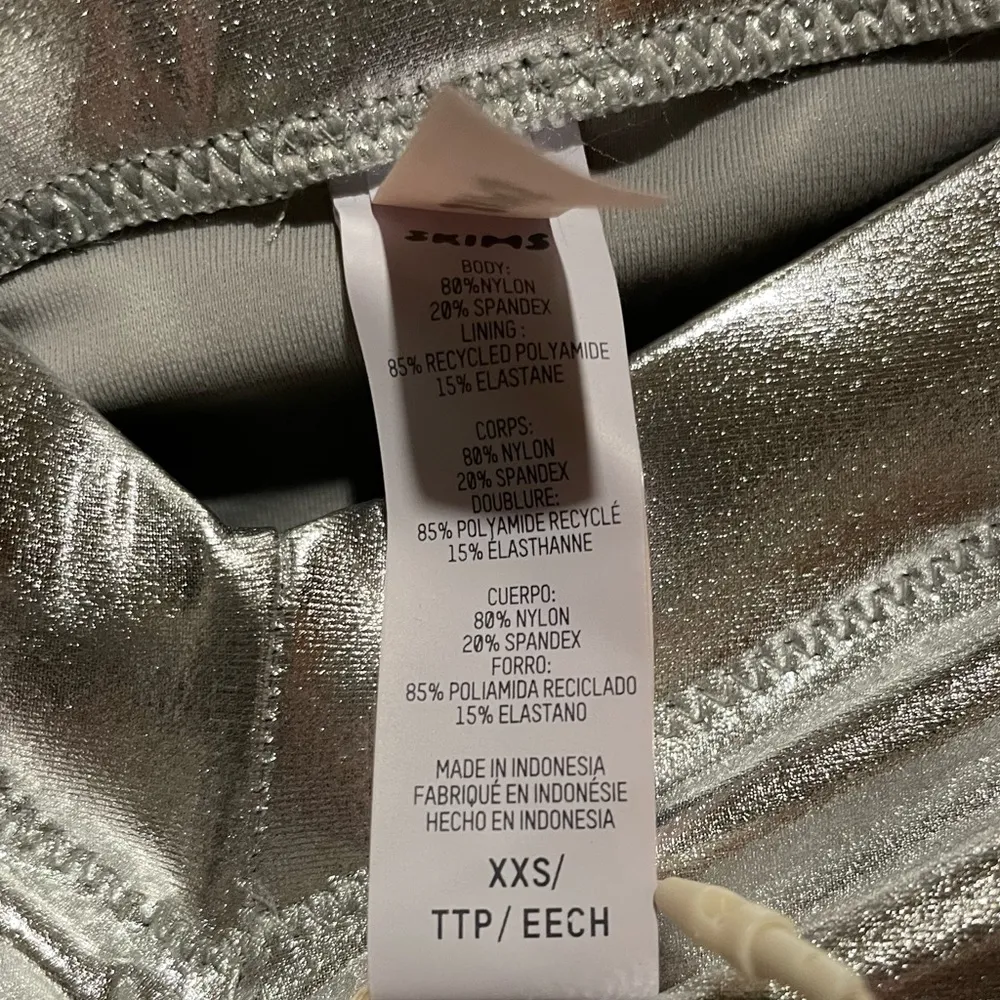 SKIMS
BODY:
80%NYLON
20% SPANDEX
LINING :
85% RECYCLED POLYAMIDE
15% ELASTANE
CORPS:
80% NYLON
20% SPANDEX
DOUBLURE:
85% POLYAMIDE RECYCLÉ
15% ÉLASTHANNE
CUERPO:
80% NYLON
20% SPANDEX
FORRO:
85% POLIAMIDA RECICLADO
15% ELASTANO
MADE IN INDONESIA
FABRIQUÉ EN INDONÉSIE
HECHO EN INDONESIA
XXS/
TTP/ EECH